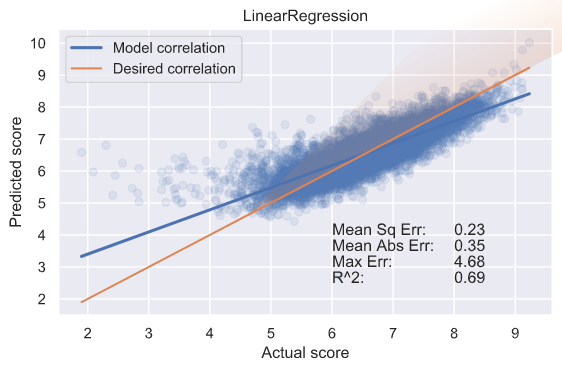 LinearRegression
Model correlation
Desired correlation
10
9
8
7
6
5
4
3
2
Predicted score
Mean Sq Err: 0.23
Mean Abs Err: 0.35
Max Err: 4.68
R^2: 0.69
2 3 4 5 6 7 8 9
Actual score